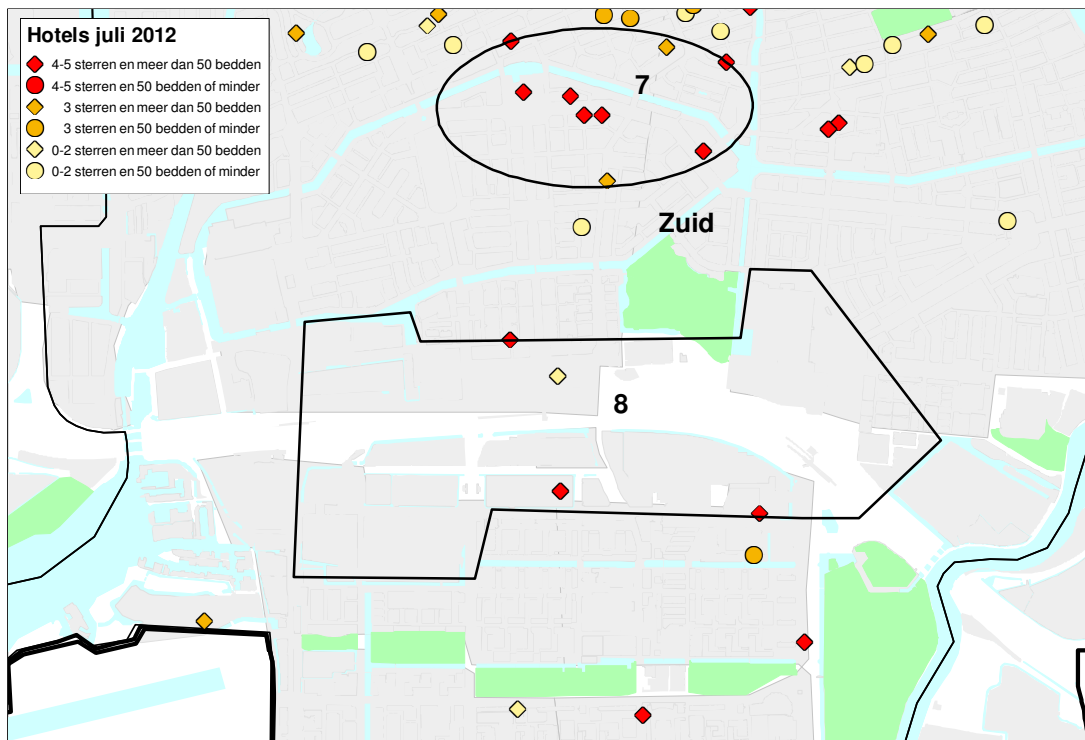 Hotels juli 2012
4-5 sterren en meer dan 50 bedden
4-5 sterren en 50 bedden of minder
3 sterren en meer dan 50 bedden
3 sterren en 50 bedden of minder
0-2 sterren en meer dan 50 bedden
0-2 sterren en 50 bedden of minder
7
Zuid
8